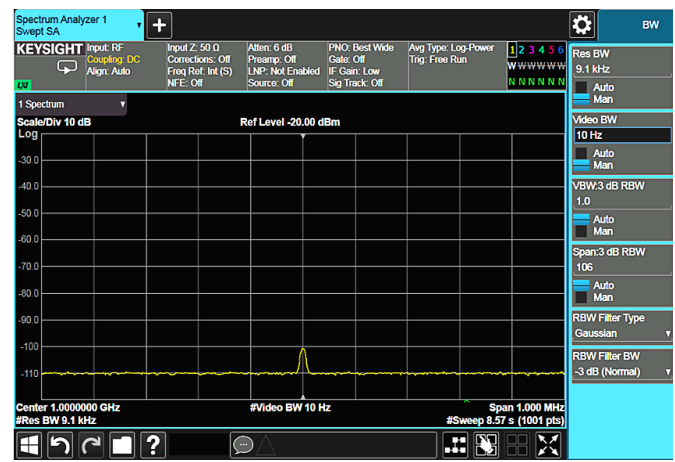 Spectrum Analyzer 1
Swept SA
+
BW
KEYSIGHT
Input: RF
Coupling: DC
Align: Auto
Input Z: 50 Ω
Corrections: Off
Freq Ref: Int (S)
NFE: Off
Atten: 6 dB
Preamp: Off
LNP: Not Enabled
Source: Off
PNO: Best Wide
Gate: Off
IF Gain: Low
Sig Track: Off
Avg Type: Log-Power
Trig: Free Run
1 2 3 4 5 6
W W W W W W
N N N N N N
LXI
1 Spectrum
Scale/Div 10 dB
Ref Level -20.00 dBm
Log
-30.0
-40.0
-50.0
-60.0
-70.0
-80.0
-90.0
-100
-110
Center 1.0000000 GHz
#Video BW 10 Hz
Span 1.000 MHz
#Res BW 9.1 kHz
#Sweep 8.57 s (1001 pts)
Res BW
9.1 kHz
Auto
Man
Video BW
10 Hz
Auto
Man
VBW:3 dB RBW
1.0
Auto
Man
Span:3 dB RBW
106
Auto
Man
RBW Filter Type
Gaussian
RBW Filter BW
-3 dB (Normal)
?